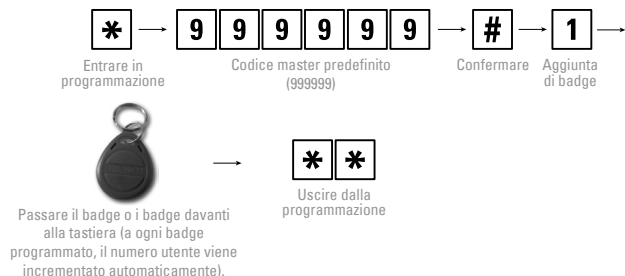 * 9 9 9 9 9 9 # 1
Entrare in
programmazione
Codice master predefinito
(999999)
Confermare
Aggiunta
di badge
* *
Passare il badge o i badge davanti
alla tastiera (a ogni badge
programmato, il numero utente viene
incrementato automaticamente).
Uscire dalla
programmazione